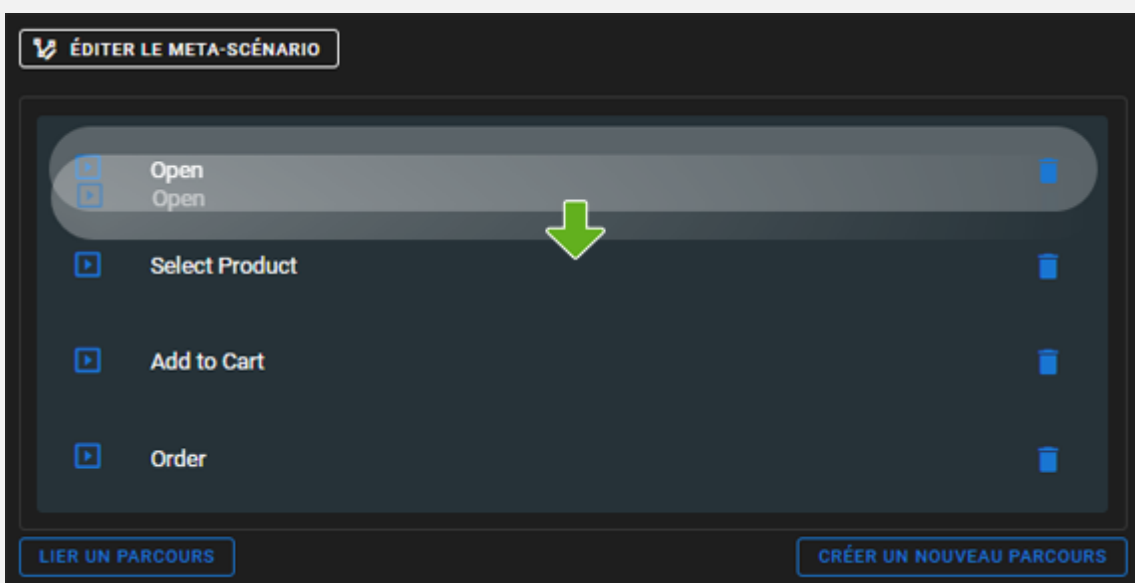 ÉDITER LE META-SCÉNARIO
Open
Open
Select Product
Add to Cart
Order
LIER UN PARCOURS
CRÉER UN NOUVEAU PARCOURS